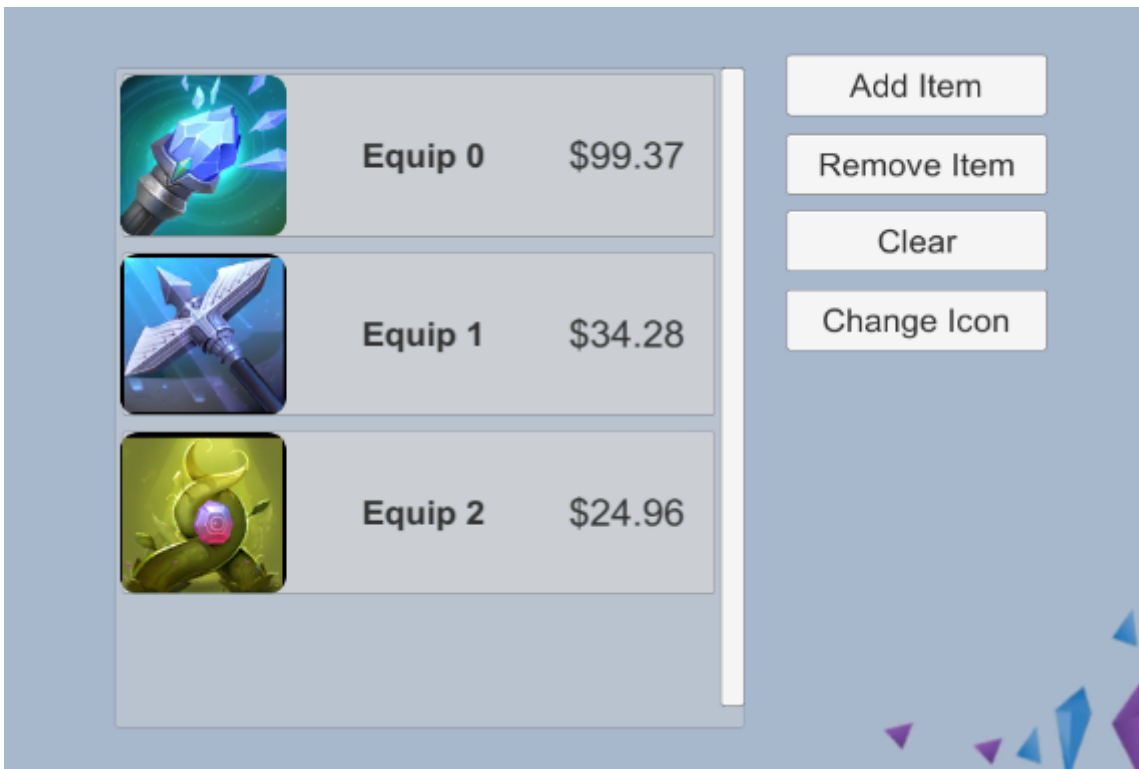 Equip 0 $99.37
Equip 1 $34.28
Equip 2 $24.96
Add Item
Remove Item
Clear
Change Icon